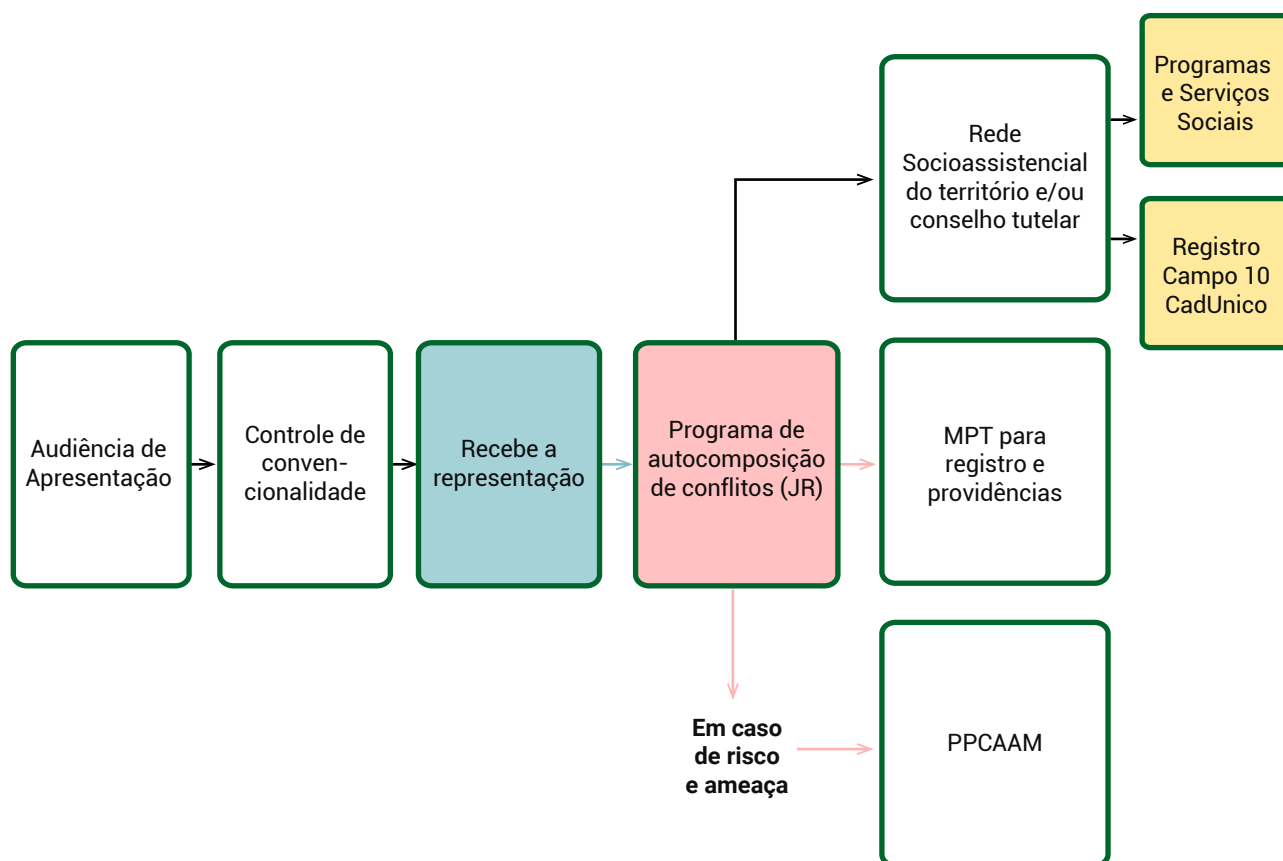 Programas
e Serviços
Sociais
Rede
Socioassistencial
do território e/ou
conselho tutelar
Registro
Campo 10
CadUnico
Audiência de
Apresentação
Controle de
conven-
cionalidade
Recebe a
representação
Programa de
autocomposição
de conflitos (JR)
MPT para
registro e
providências
Em caso
de risco
e ameaça
PPCAAM